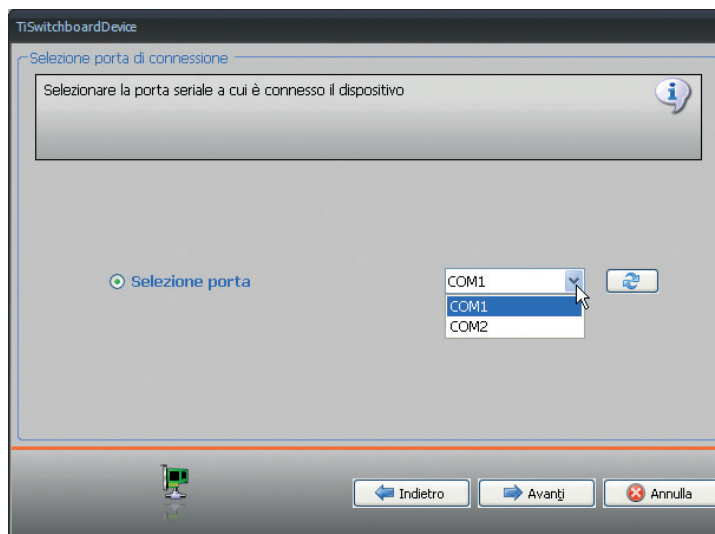 TiSwitchboardDevice
Selezione porta di connessione
Selezionare la porta seriale a cui è connesso il dispositivo
Selezione porta
COM1
COM1
COM2
Indietro
Avanti
Annulla